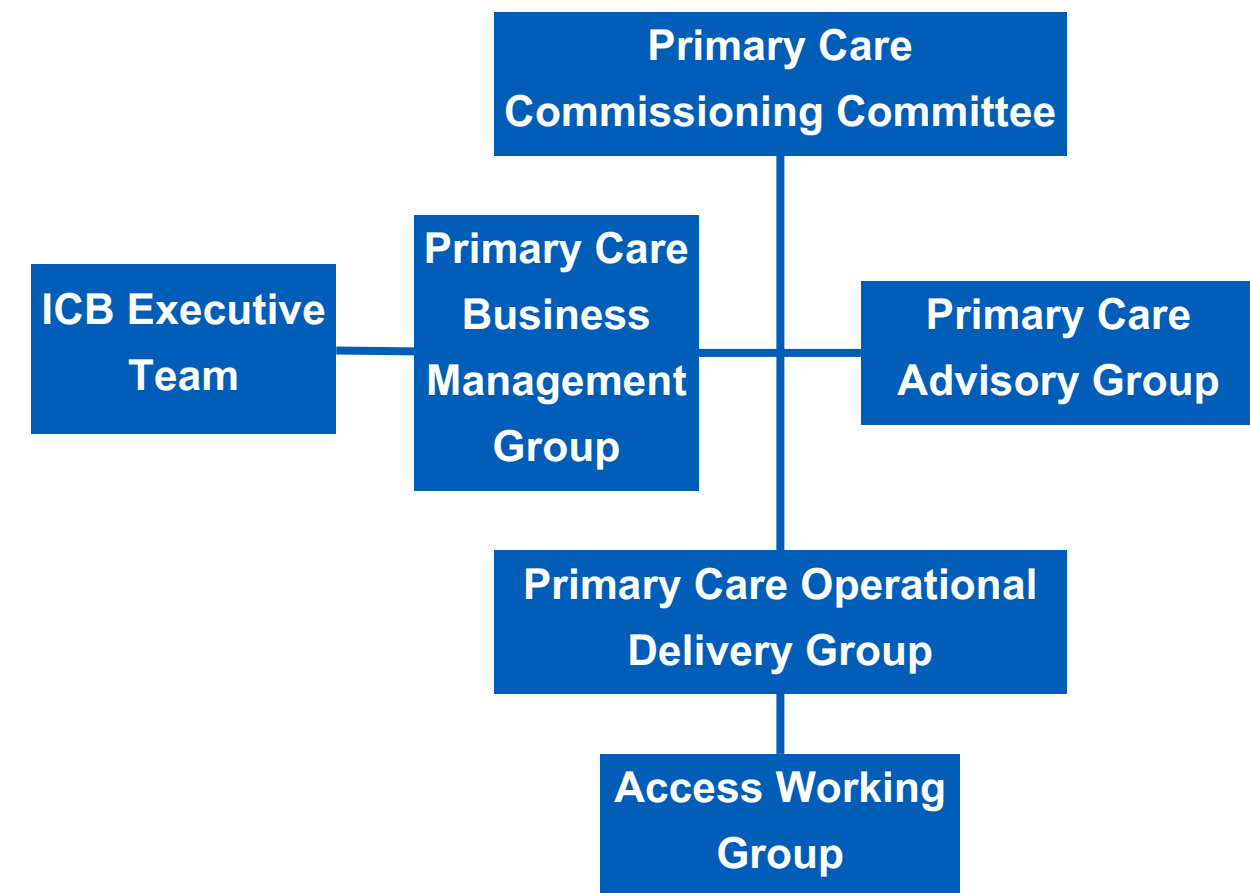 Primary Care
Commissioning Committee
ICB Executive
Team
Primary Care
Business
Management
Group
Primary Care
Advisory Group
Primary Care Operational
Delivery Group
Access Working
Group